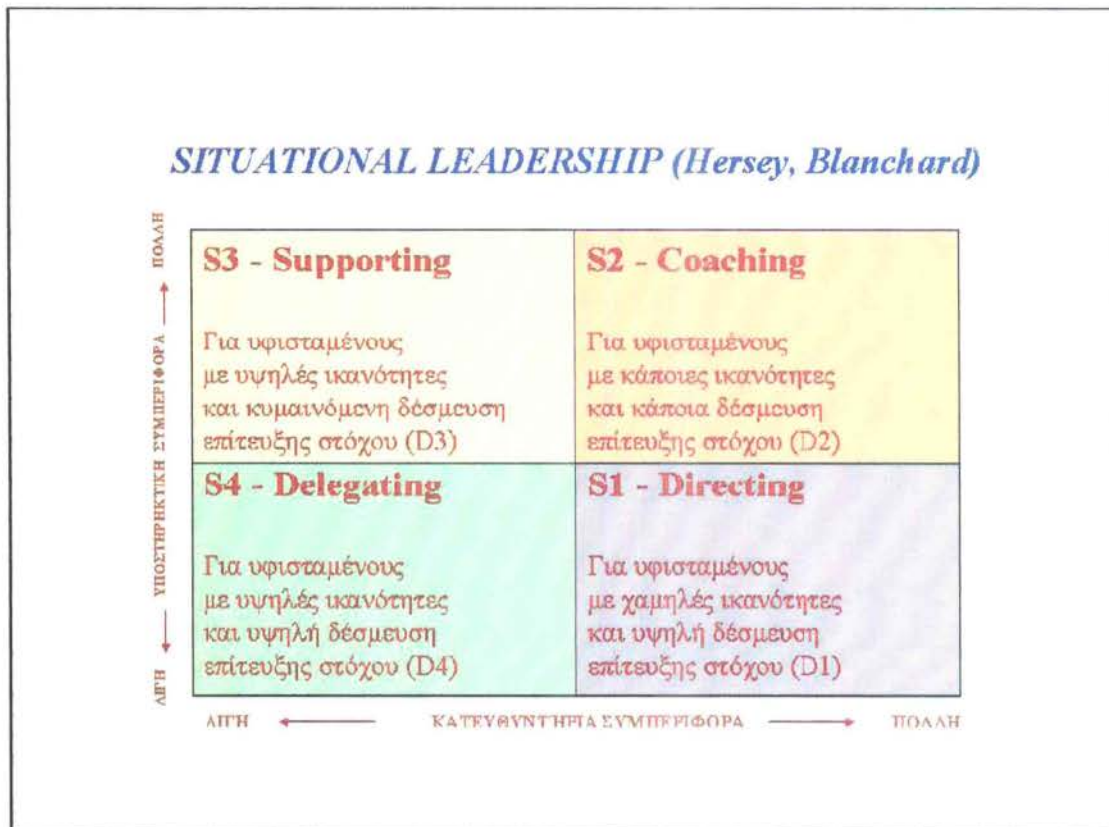 SITUATIONAL LEADERSHIP (Hersey, Blanchard)
ΛΙΓΗ ← ΥΠΟΣΤΗΡΗΚΤΙΚΗ ΣΥΜΠΕΡΙΦΟΡΑ → ΠΟΛΛΗ
S3 - Supporting
Για υφισταμένους
με υψηλές ικανότητες
και κυμαινόμενη δέσμευση
επίτευξης στόχου (D3)
S2 - Coaching
Για υφισταμένους
με κάποιες ικανότητες
και κάποια δέσμευση
επίτευξης στόχου (D2)
S4 - Delegating
Για υφισταμένους
με υψηλές ικανότητες
και υψηλή δέσμευση
επίτευξης στόχου (D4)
S1 - Directing
Για υφισταμένους
με χαμηλές ικανότητες
και υψηλή δέσμευση
επίτευξης στόχου (D1)
ΛΙΓΗ ← ΚΑΤΕΥΘΥΝΤΗΡΙΑ ΣΥΜΠΕΡΙΦΟΡΑ → ΠΟΛΛΗ